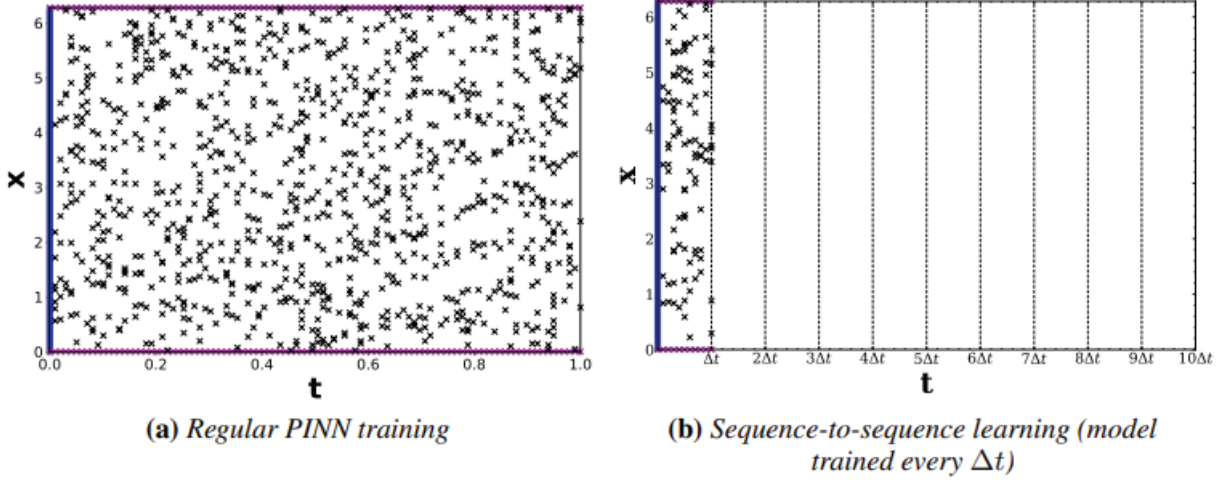 6
5
4
3
2
1
0
x
0.0 0.2 0.4 0.6 0.8 1.0
t
(a) Regular PINN training
6
5
4
3
2
1
0
x
Δt 2Δt 3Δt 4Δt 5Δt 6Δt 7Δt 8Δt 9Δt 10Δt
t
(b) Sequence-to-sequence learning (model
trained every Δt)